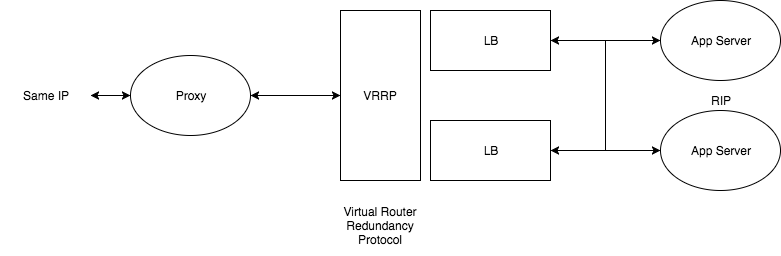 LB
App Server
Same IP
Proxy
VRRP
RIP
LB
App Server
Virtual Router
Redundancy
Protocol